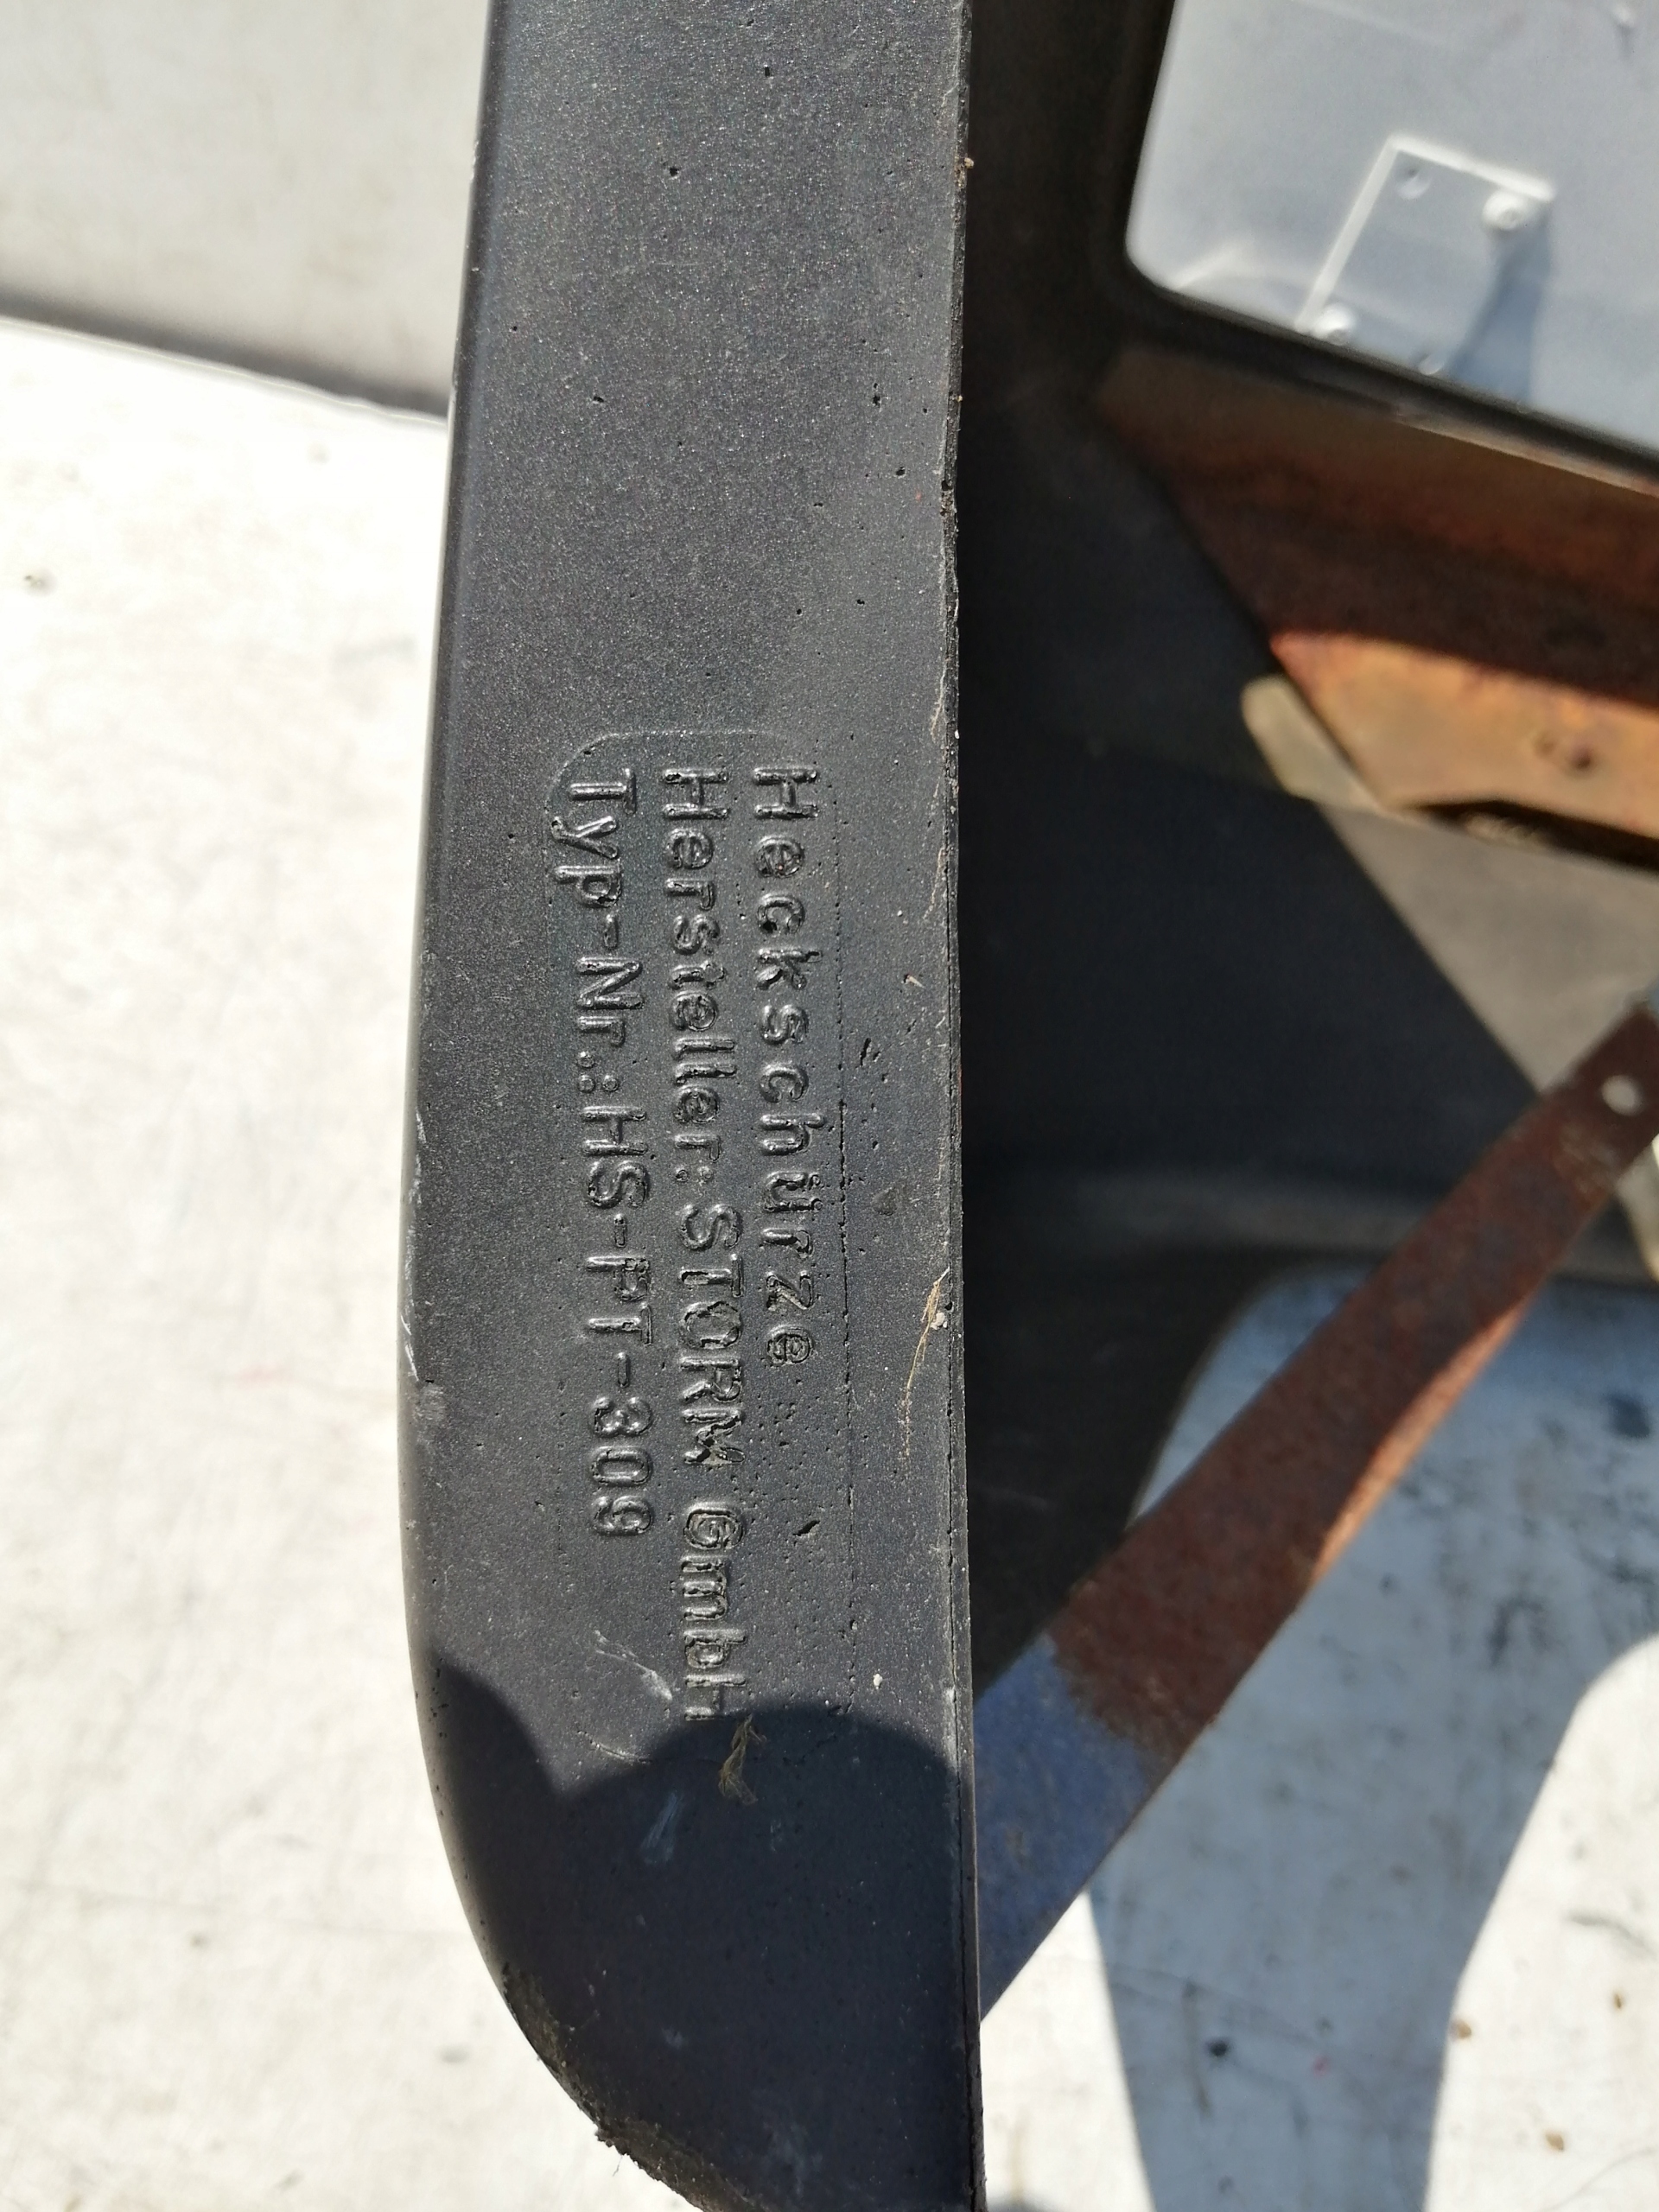 Heckschürze
Hersteller: STORM GmbH
Typ-Nr.: HS-PT-309